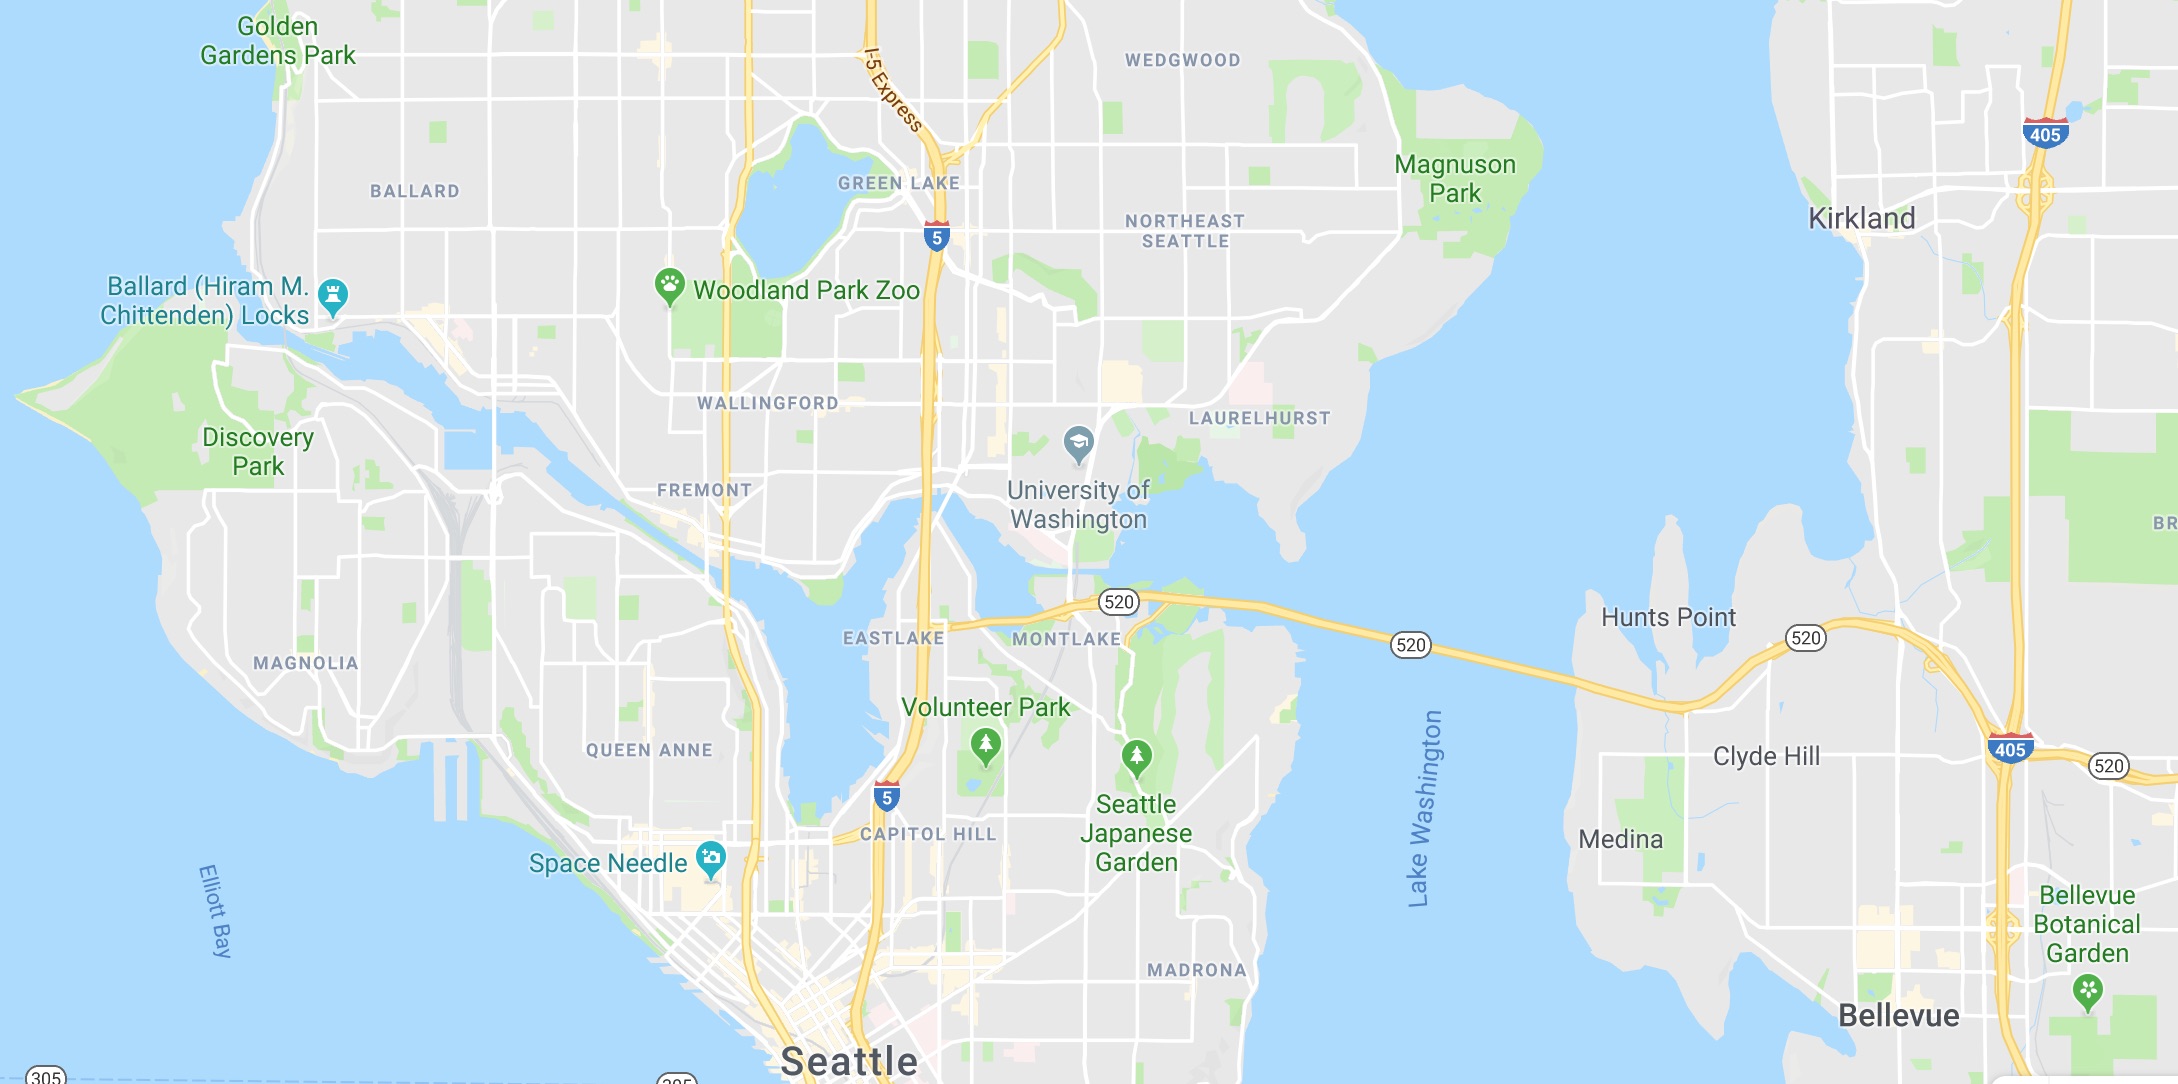 Golden
Gardens Park
I-5 Express
WEDGWOOD
405
Magnuson
Park
BALLARD
GREEN LAKE
Kirkland
NORTHEAST
SEATTLE
5
Ballard (Hiram M.
Chittenden) Locks
Woodland Park Zoo
WALLINGFORD
LAURELHURST
Discovery
Park
FREMONT
University of
Washington
BR
520
Hunts Point
520
520
EASTLAKE
MONTLAKE
MAGNOLIA
Volunteer Park
QUEEN ANNE
Clyde Hill
405
520
5
Lake Washington
Seattle
Japanese
Garden
CAPITOL HILL
Medina
Space Needle
Elliott Bay
Bellevue
Botanical
Garden
MADRONA
Bellevue
Seattle
305